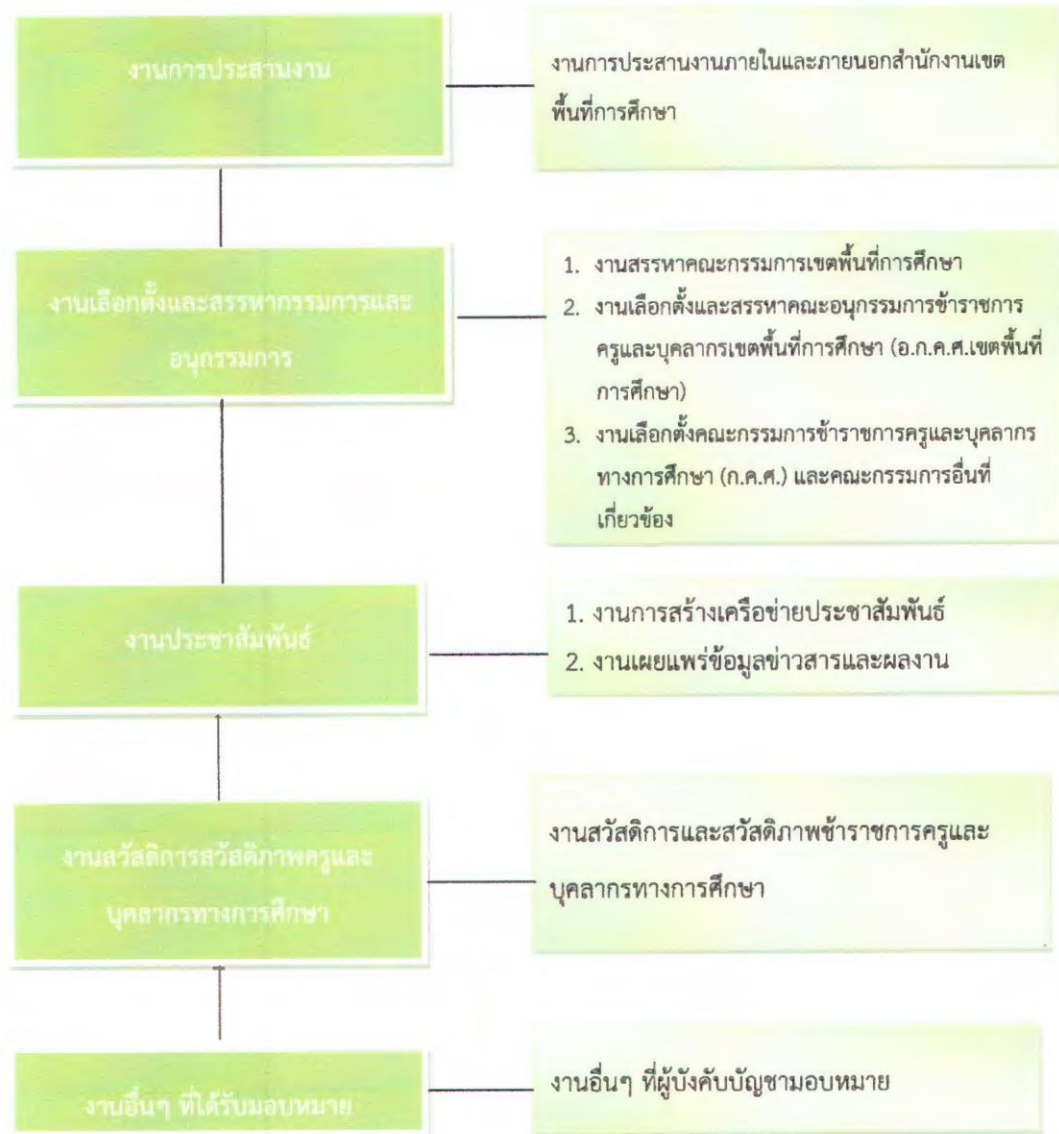 งานการประสานงาน
งานการประสานงานภายในและภายนอกสำนักงานเขต
พื้นที่การศึกษา
งานเลือกตั้งและสรรหากรรมการและ
อนุกรรมการ
1. งานสรรหาคณะกรรมการเขตพื้นที่การศึกษา
2. งานเลือกตั้งและสรรหาคณะอนุกรรมการข้าราชการ
ครูและบุคลากรเขตพื้นที่การศึกษา (อ.ก.ค.ศ.เขตพื้นที่
การศึกษา)
3. งานเลือกตั้งคณะกรรมการข้าราชการครูและบุคลากร
ทางการศึกษา (ก.ค.ศ.) และคณะกรรมการอื่นที่
เกี่ยวข้อง
งานประชาสัมพันธ์
1. งานการสร้างเครือข่ายประชาสัมพันธ์
2. งานเผยแพร่ข้อมูลข่าวสารและผลงาน
งานสวัสดิการสวัสดิภาพครูและ
บุคลากรทางการศึกษา
งานสวัสดิการและสวัสดิภาพข้าราชการครูและ
บุคลากรทางการศึกษา
งานอื่นๆ ที่ได้รับมอบหมาย
งานอื่นๆ ที่ผู้บังคับบัญชามอบหมาย